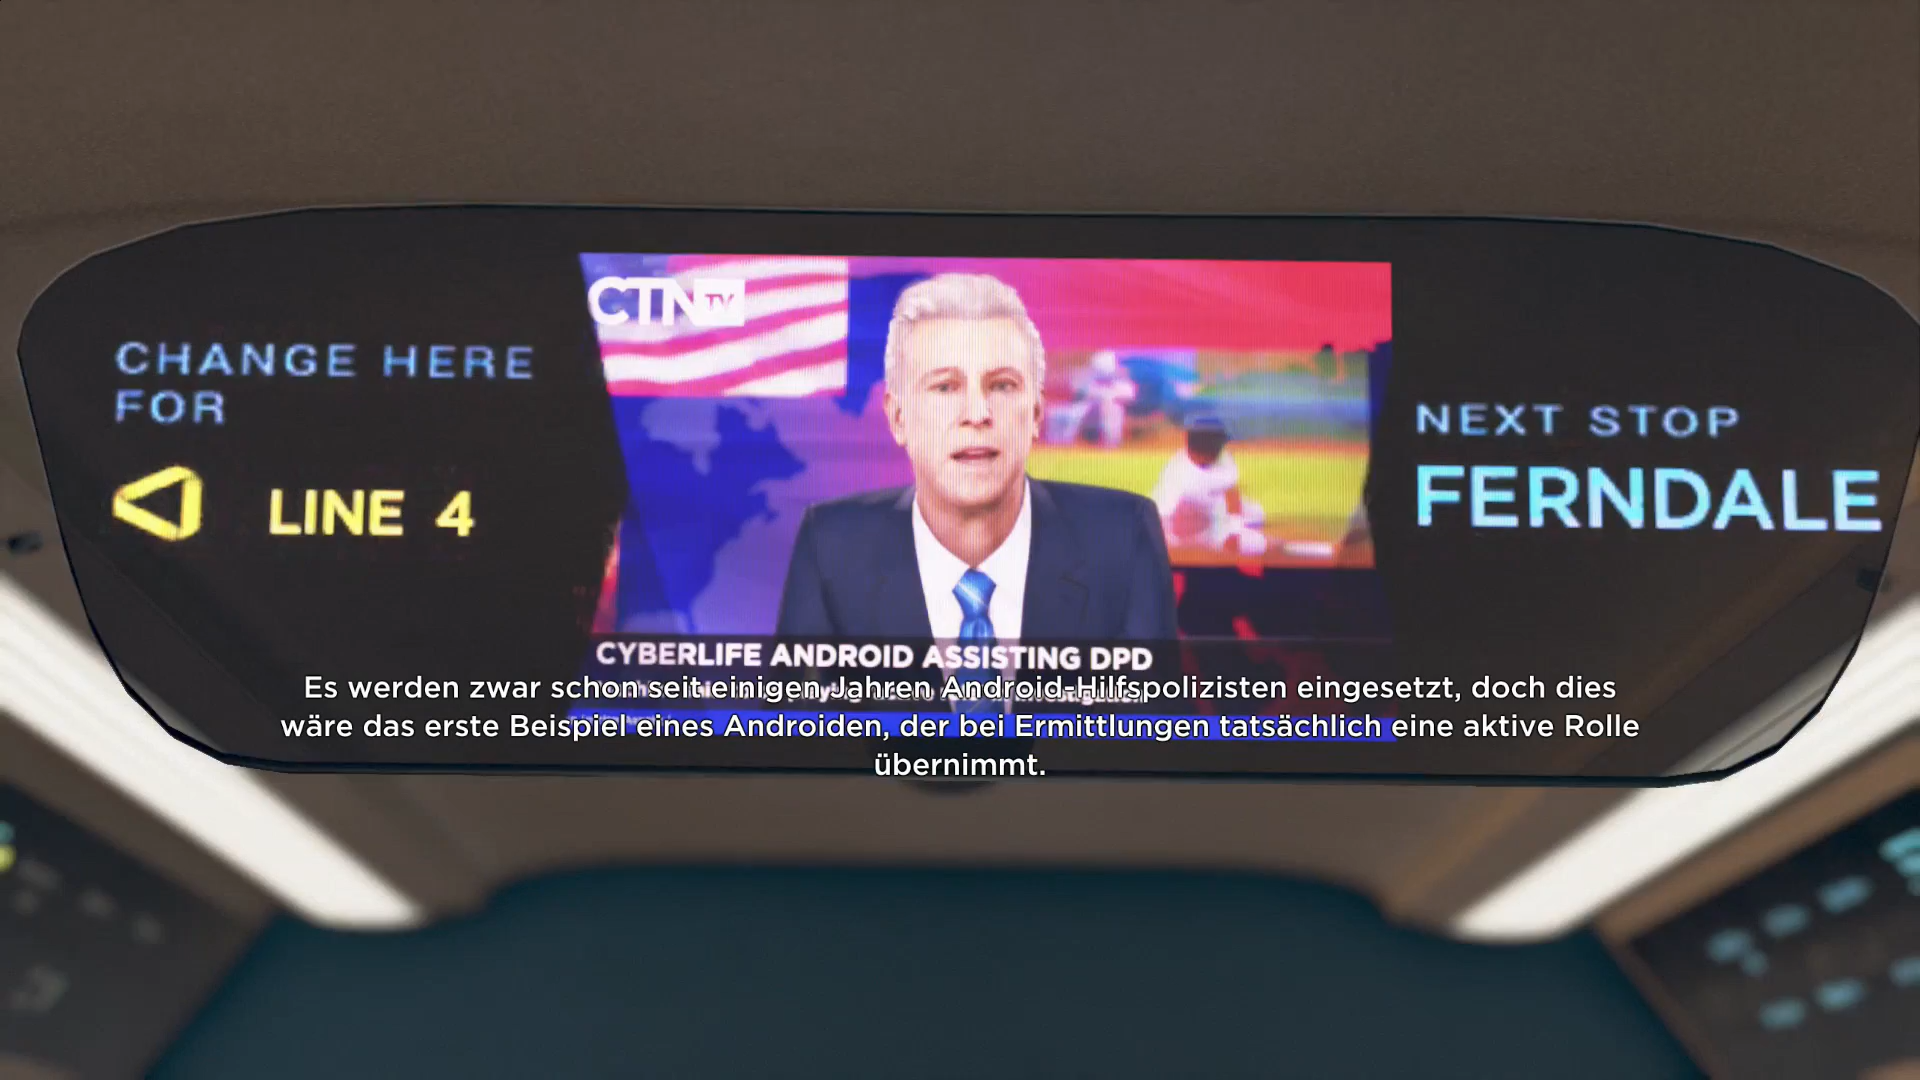 CHANGE HERE
FOR
LINE 4
CTN TV
NEXT STOP
FERNDALE
CYBERLIFE ANDROID ASSISTING DPD
Es werden zwar schon seit einigen Jahren Android-Hilfspolizisten eingesetzt, doch dies
wäre das erste Beispiel eines Androiden, der bei Ermittlungen tatsächlich eine aktive Rolle
übernimmt.